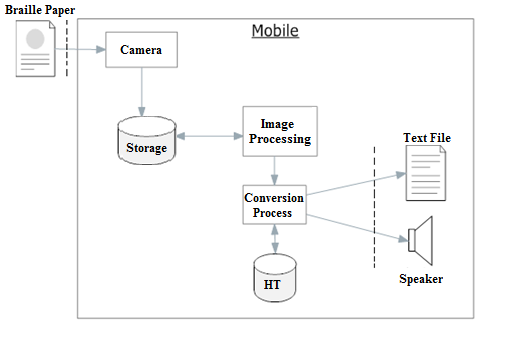 Braille Paper
Mobile
Camera
Storage
Image
Processing
Text File
Conversion
Process
HT
Speaker